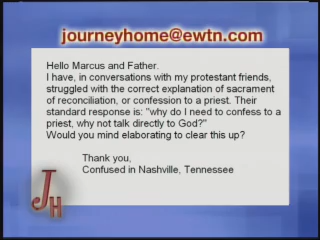 journeyhome@ewtn.com
Hello Marcus and Father.
I have, in conversations with my protestant friends,
struggled with the correct explanation of sacrament
of reconciliation, or confession to a priest. Their
standard response is: "why do I need to confess to a
priest, why not talk directly to God?"
Would you mind elaborating to clear this up?
Thank you,
Confused in Nashville, Tennessee
JH